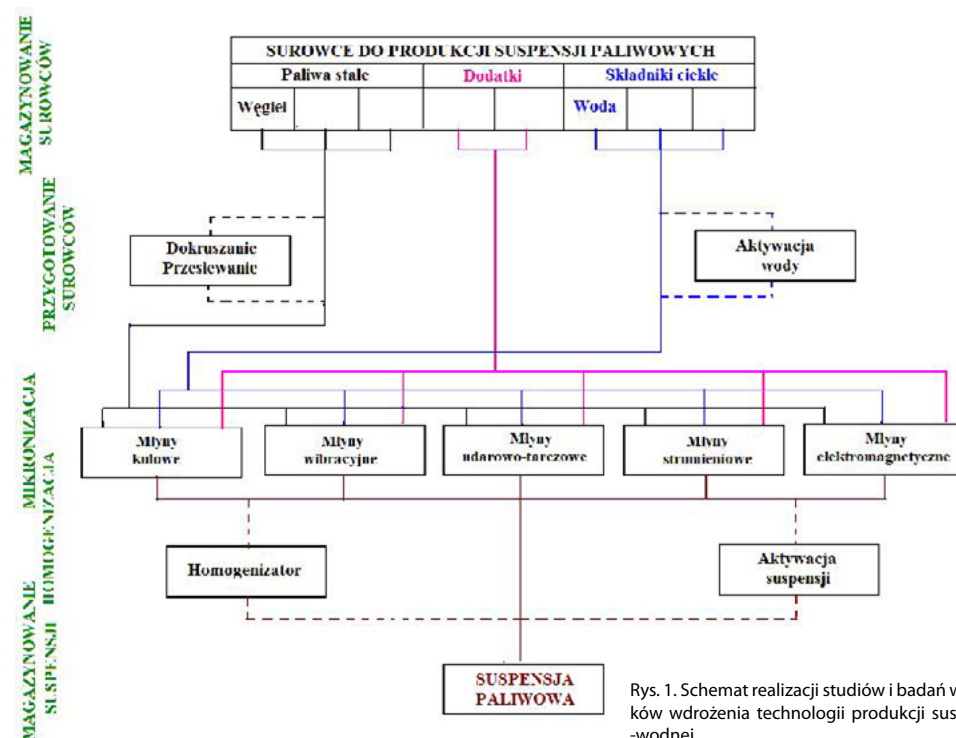 SUROWCE DO PRODUKCJI SUSPENSJI PALIWOWYCH
Paliwa stałe
Dodatki
Składniki ciekłe
Węgiel
Woda
MAGAZYNOWANIE
SUROWCÓW
PRZYGOTOWANIE
SUROWCÓW
Dokruszanie
Przesiewanie
Aktywacja
wody
MIKRONIZACJA
Młyny
kulowe
Młyny
wibracyjne
Młyny
udarowo-tarczowe
Młyny
strumieniowe
Młyny
elektromagnetyczne
HOMOGENIZACJA
Homogenizator
Aktywacja
suspensji
MAGAZYNOWANIE
SUSPENSJI
SUSPENSJA
PALIWOWA
Rys. 1. Schemat realizacji studiów i badań w
ków wdrożenia technologii produkcji sus
-wodnej